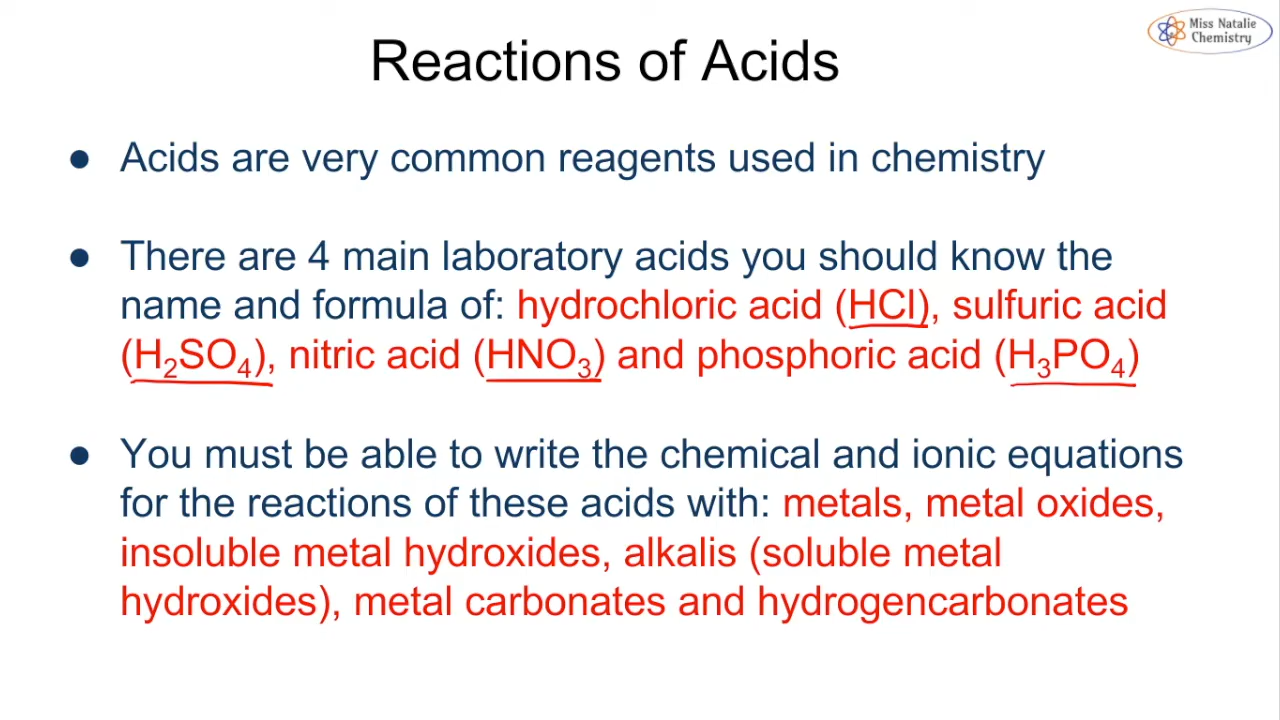 Miss Natalie
Chemistry
Reactions of Acids
● Acids are very common reagents used in chemistry
● There are 4 main laboratory acids you should know the
name and formula of: hydrochloric acid (HCl), sulfuric acid
(H₂SO₄), nitric acid (HNO₃) and phosphoric acid (H₃PO₄)
● You must be able to write the chemical and ionic equations
for the reactions of these acids with: metals, metal oxides,
insoluble metal hydroxides, alkalis (soluble metal
hydroxides), metal carbonates and hydrogencarbonates